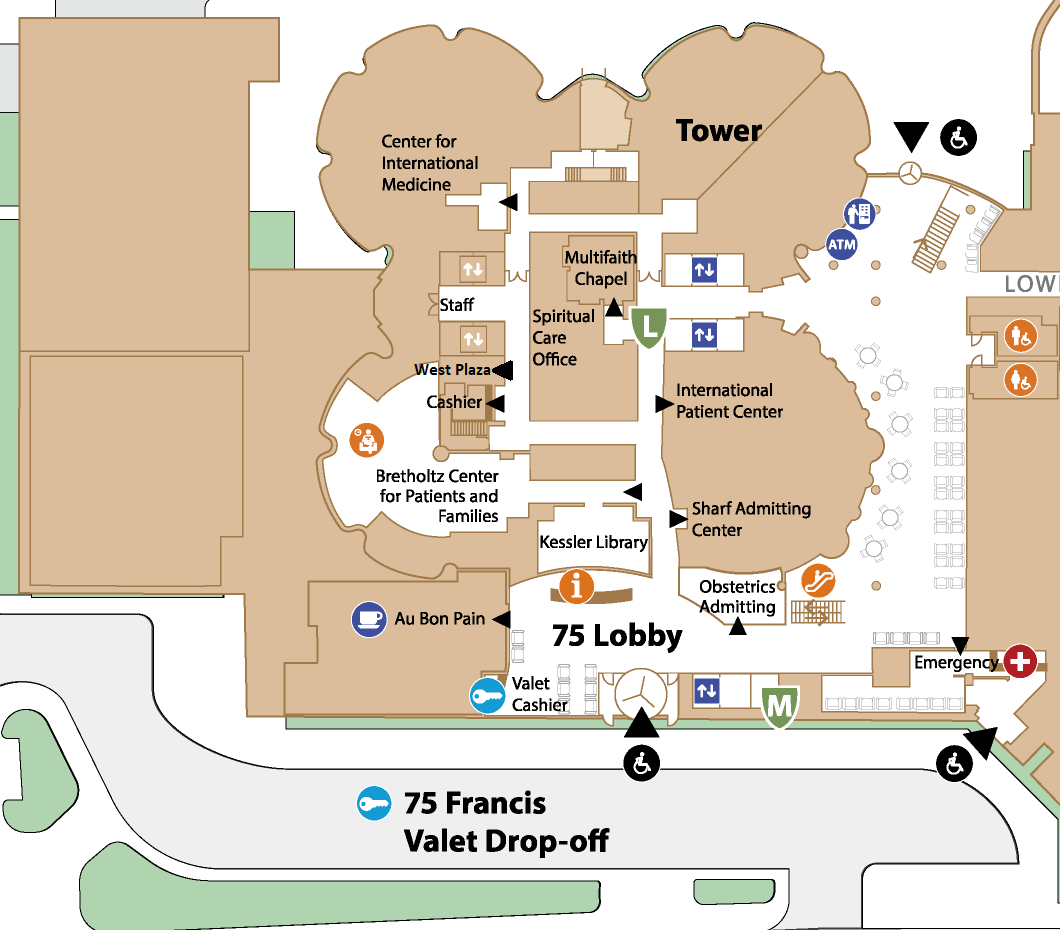 Tower
Center for
International
Medicine
ATM
Multifaith
Chapel
LOW
Staff
Spiritual
Care
Office
L
West Plaza
Cashier
International
Patient Center
Bretholtz Center
for Patients and
Families
Sharf Admitting
Center
Kessler Library
i
Obstetrics
Admitting
Au Bon Pain
75 Lobby
Emergency
Valet
Cashier
M
75 Francis
Valet Drop-off